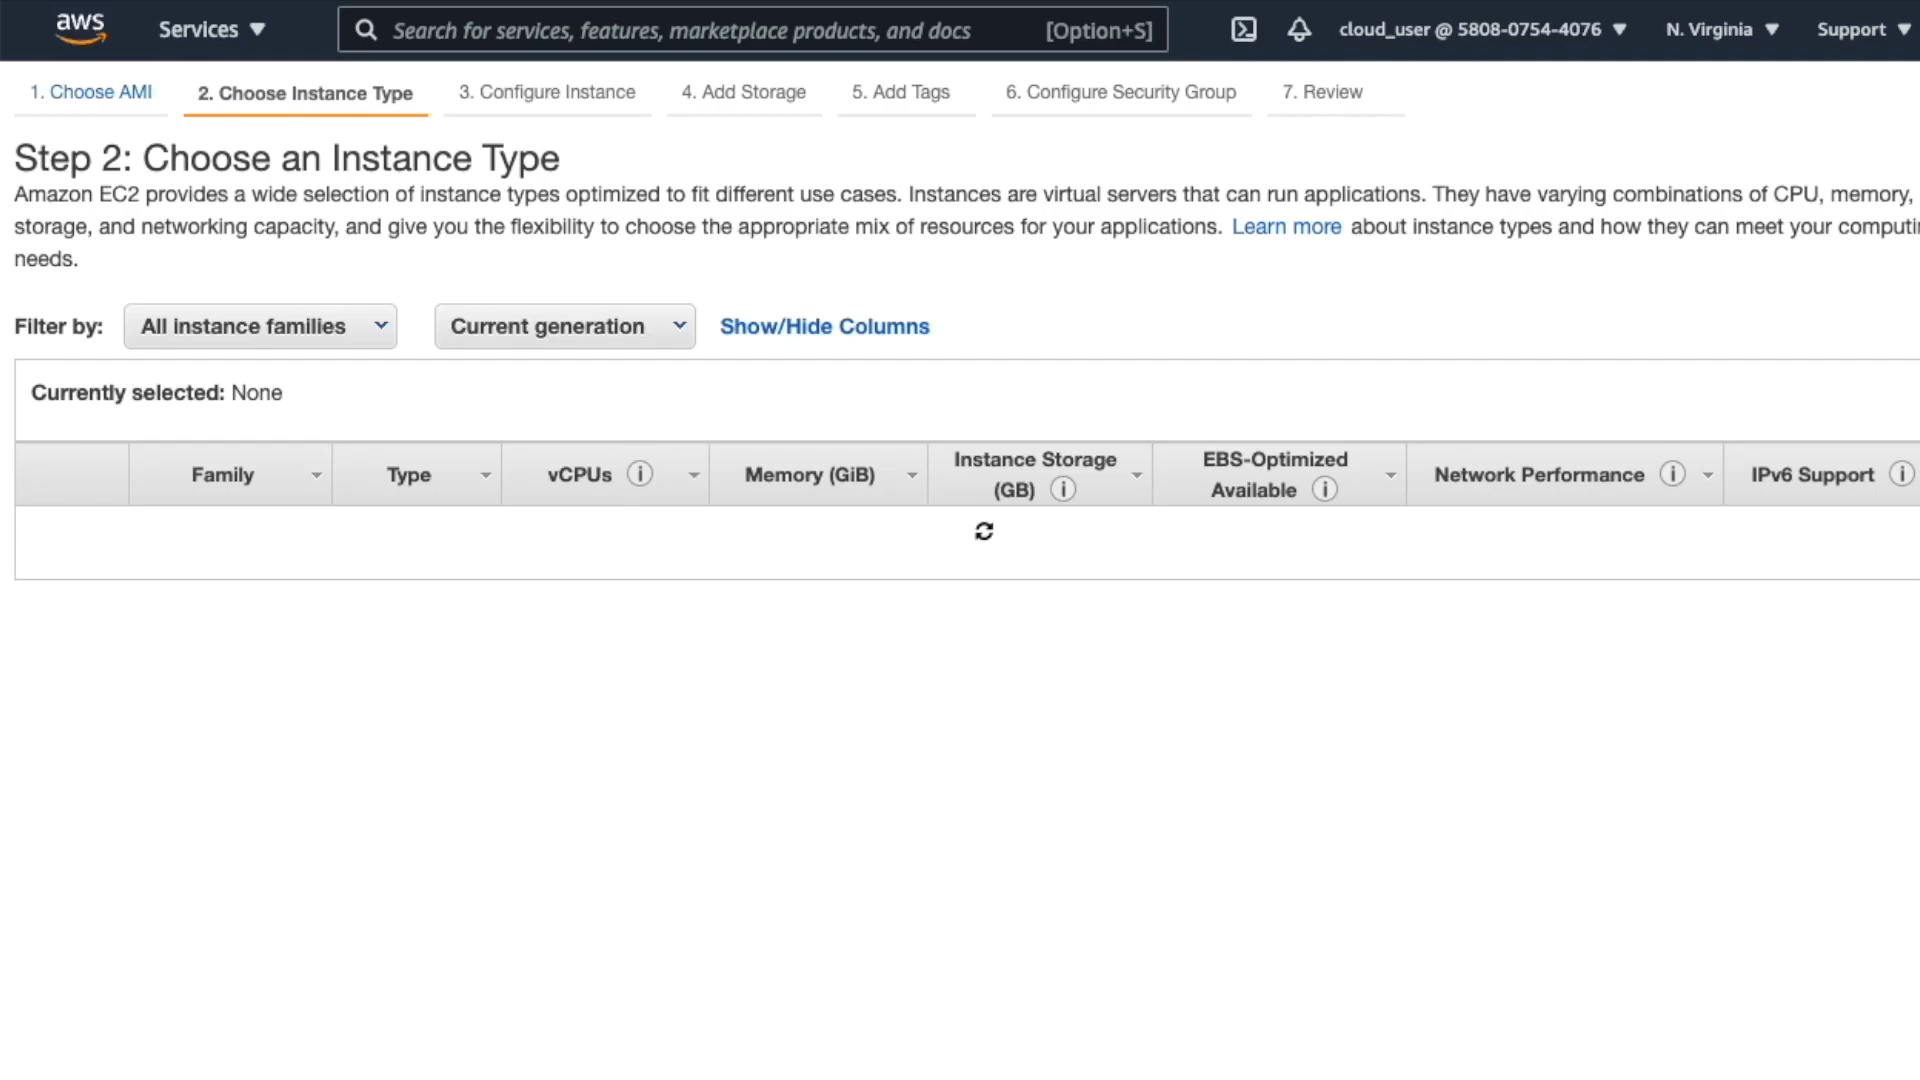 aws Services Search for services, features, marketplace products, and docs [Option+S] cloud_user @ 5808-0754-4076 N. Virginia Support
1. Choose AMI 2. Choose Instance Type 3. Configure Instance 4. Add Storage 5. Add Tags 6. Configure Security Group 7. Review
Step 2: Choose an Instance Type
Amazon EC2 provides a wide selection of instance types optimized to fit different use cases. Instances are virtual servers that can run applications. They have varying combinations of CPU, memory,
storage, and networking capacity, and give you the flexibility to choose the appropriate mix of resources for your applications. Learn more about instance types and how they can meet your computi
needs.
Filter by: All instance families Current generation Show/Hide Columns
Currently selected: None
Family Type vCPUs Memory (GiB) Instance Storage (GB) EBS-Optimized Available Network Performance IPv6 Support